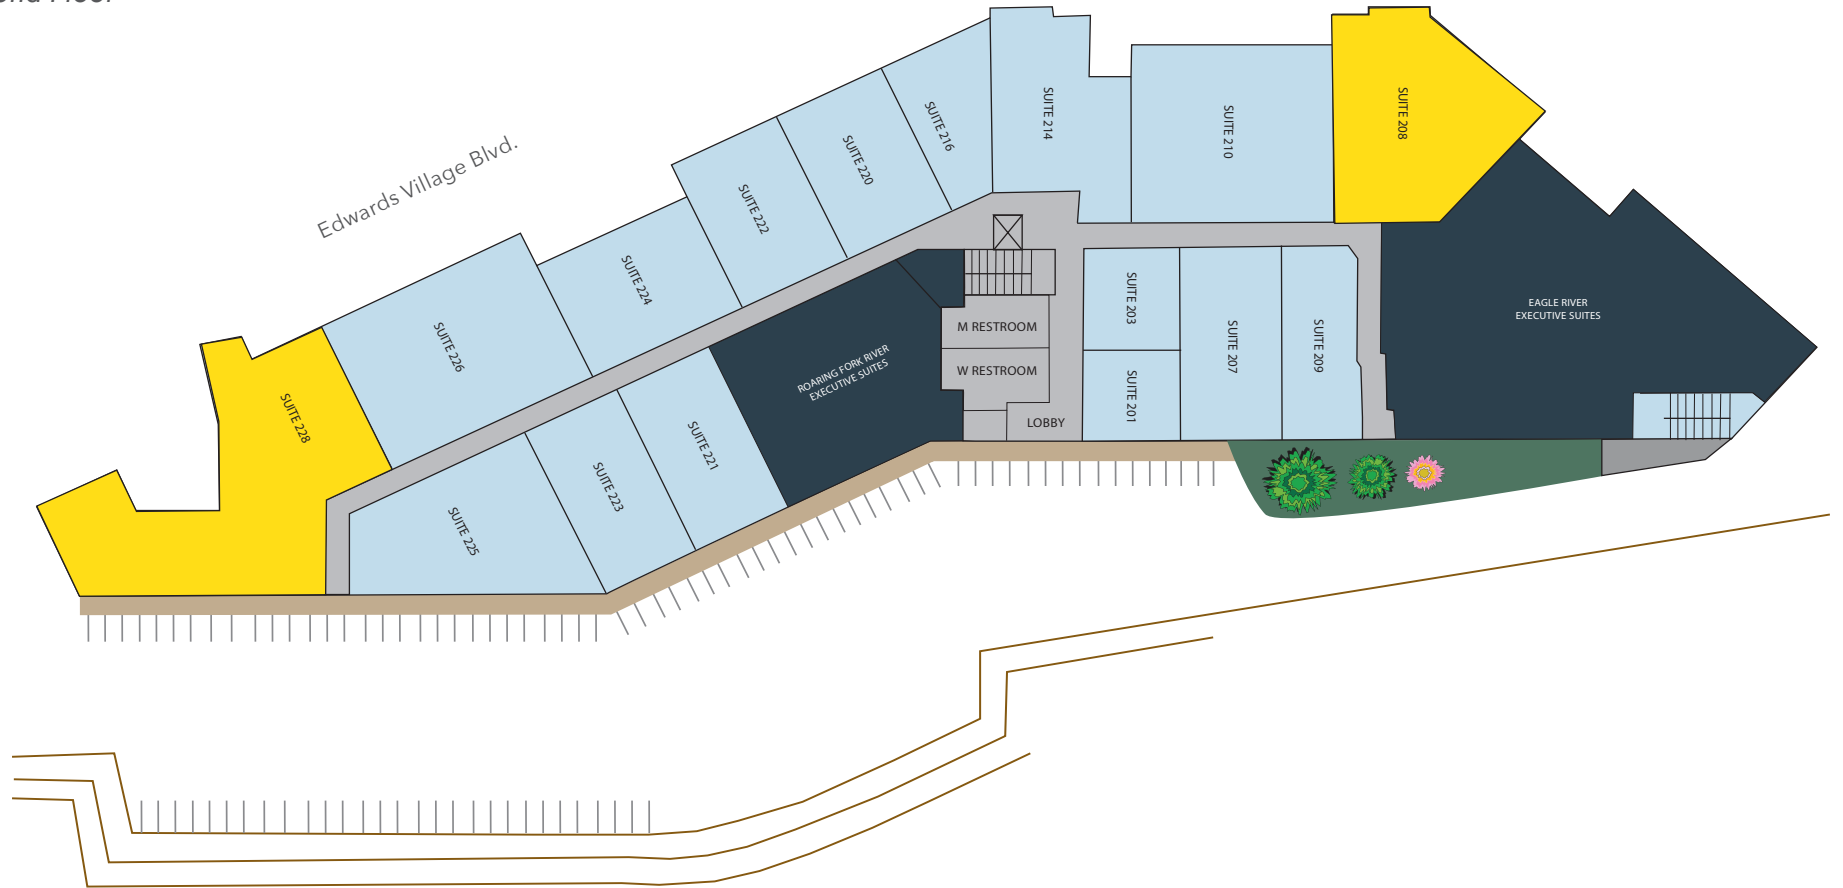 Floor
Edwards Village Blvd.
SUITE 216
SUITE 214
SUITE 210
SUITE 208
SUITE 220
SUITE 222
SUITE 224
SUITE 226
SUITE 228
SUITE 203
SUITE 207
SUITE 209
SUITE 201
EAGLE RIVER
EXECUTIVE SUITES
M RESTROOM
W RESTROOM
LOBBY
ROARING FORK RIVER
EXECUTIVE SUITES
SUITE 221
SUITE 223
SUITE 225